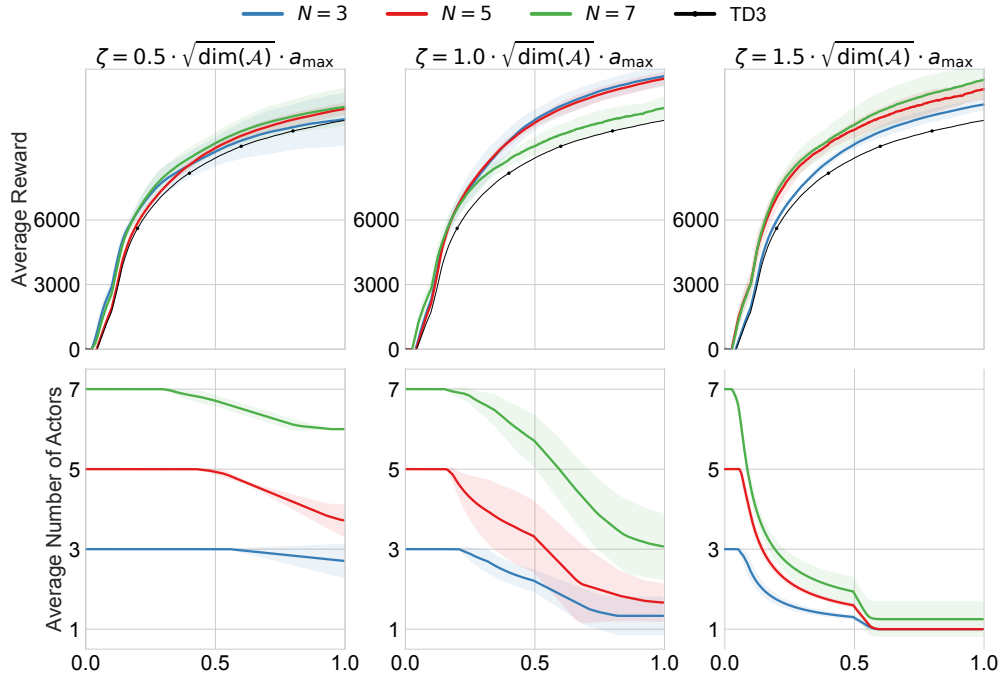 N = 3 N = 5 N = 7 TD3
ζ = 0.5 · √dim(𝒜) · a_max ζ = 1.0 · √dim(𝒜) · a_max ζ = 1.5 · √dim(𝒜) · a_max
Average Reward
6000 6000 6000
3000 3000 3000
0 0 0
Average Number of Actors
7 7 7
5 5 5
3 3 3
1 1 1
0.0 0.5 1.0 0.0 0.5 1.0 0.0 0.5 1.0